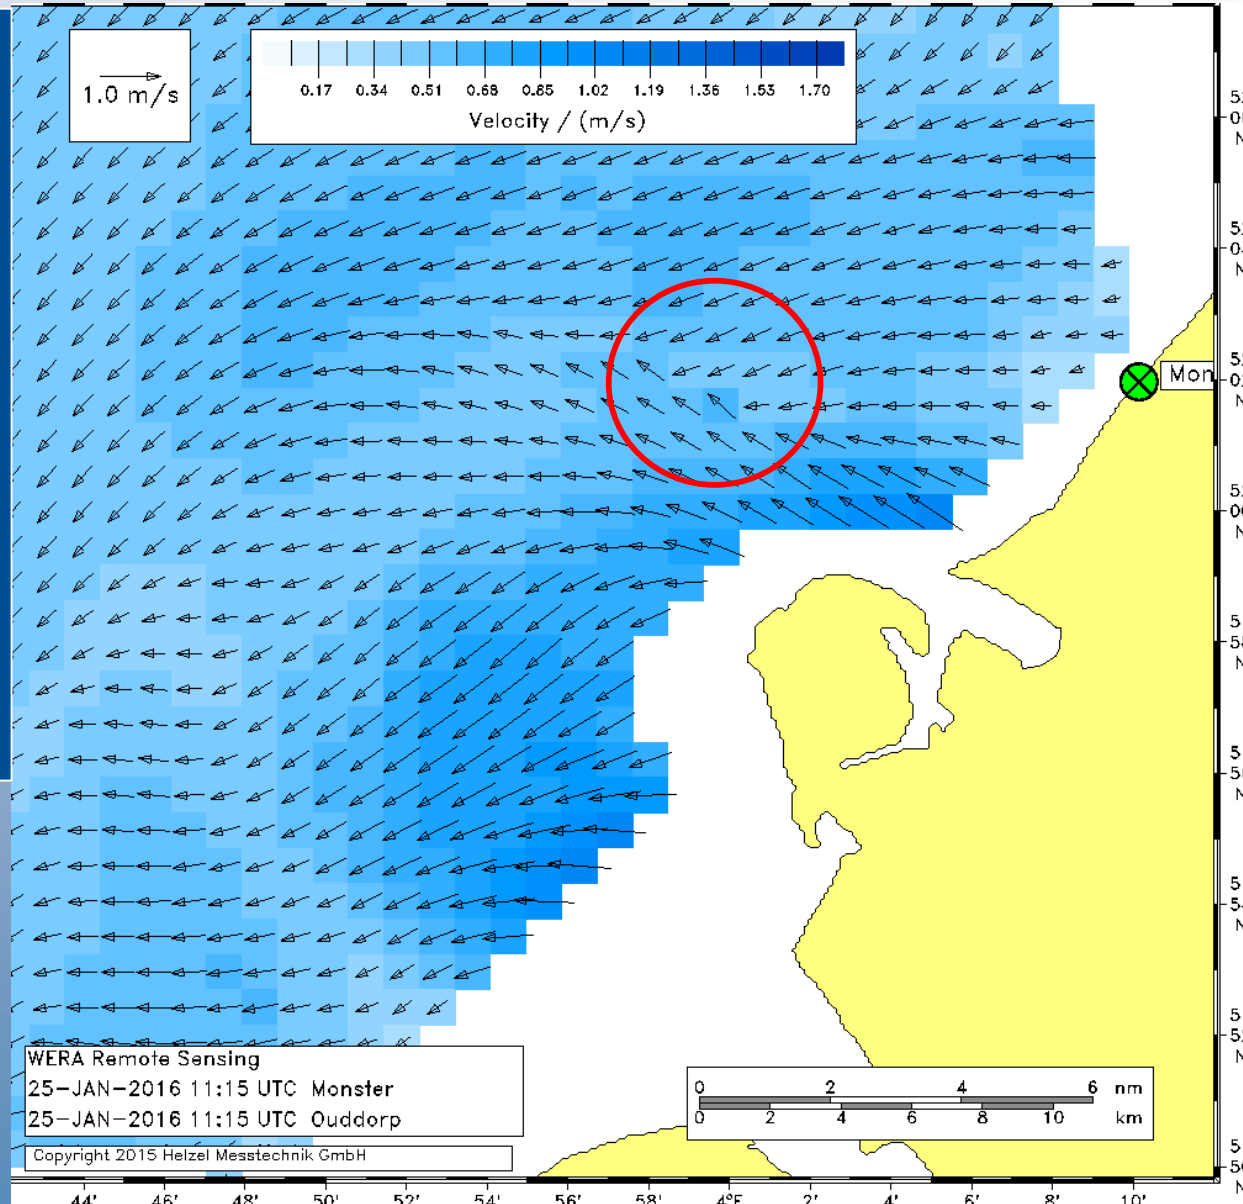 1.0 m/s
0.17 0.34 0.51 0.68 0.85 1.02 1.19 1.36 1.53 1.70
Velocity / (m/s)
Mon
WERA Remote Sensing
25-JAN-2016 11:15 UTC Monster
25-JAN-2016 11:15 UTC Ouddorp
Copyright 2015 Helzel Messtechnik GmbH
0 2 4 6 nm
0 2 4 6 8 10 km
44' 46' 48' 50' 52' 54' 56' 58' 4°E 2' 4' 6' 8' 10'